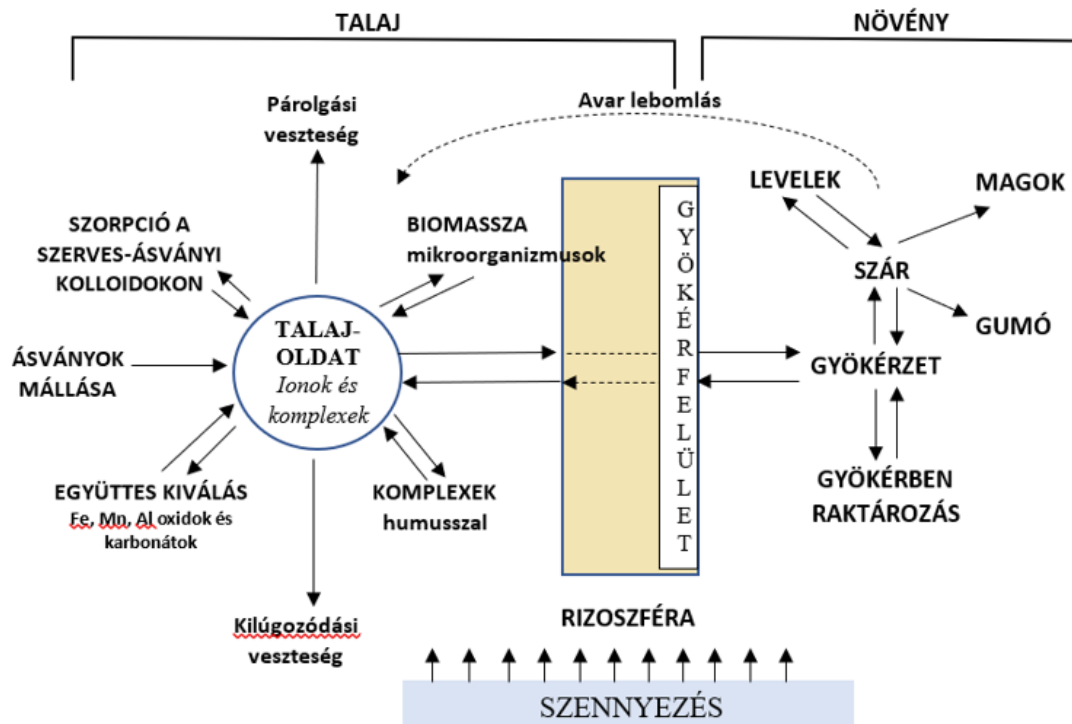 TALAJ
NÖVÉNY
Párolgási
veszteség
Avar lebomlás
SZORPCIÓ A
SZERVES-ÁSVÁNYI
KOLLOIDOKON
BIOMASSZA
mikroorganizmusok
LEVELEK
MAGOK
SZÁR
GUMÓ
TALAJ-
OLDAT
Ionok és
komplexek
ÁSVÁNYOK
MÁLLÁSA
GYÖKÉRFELÜLET
GYÖKÉRZET
EGYÜTTES KIVÁLÁS
Fe, Mn, Al oxidok és
karbonátok
KOMPLEXEK
humusszal
GYÖKÉRBEN
RAKTÁROZÁS
Kilúgozódási
veszteség
RIZOSZFÉRA
SZENNYEZÉS